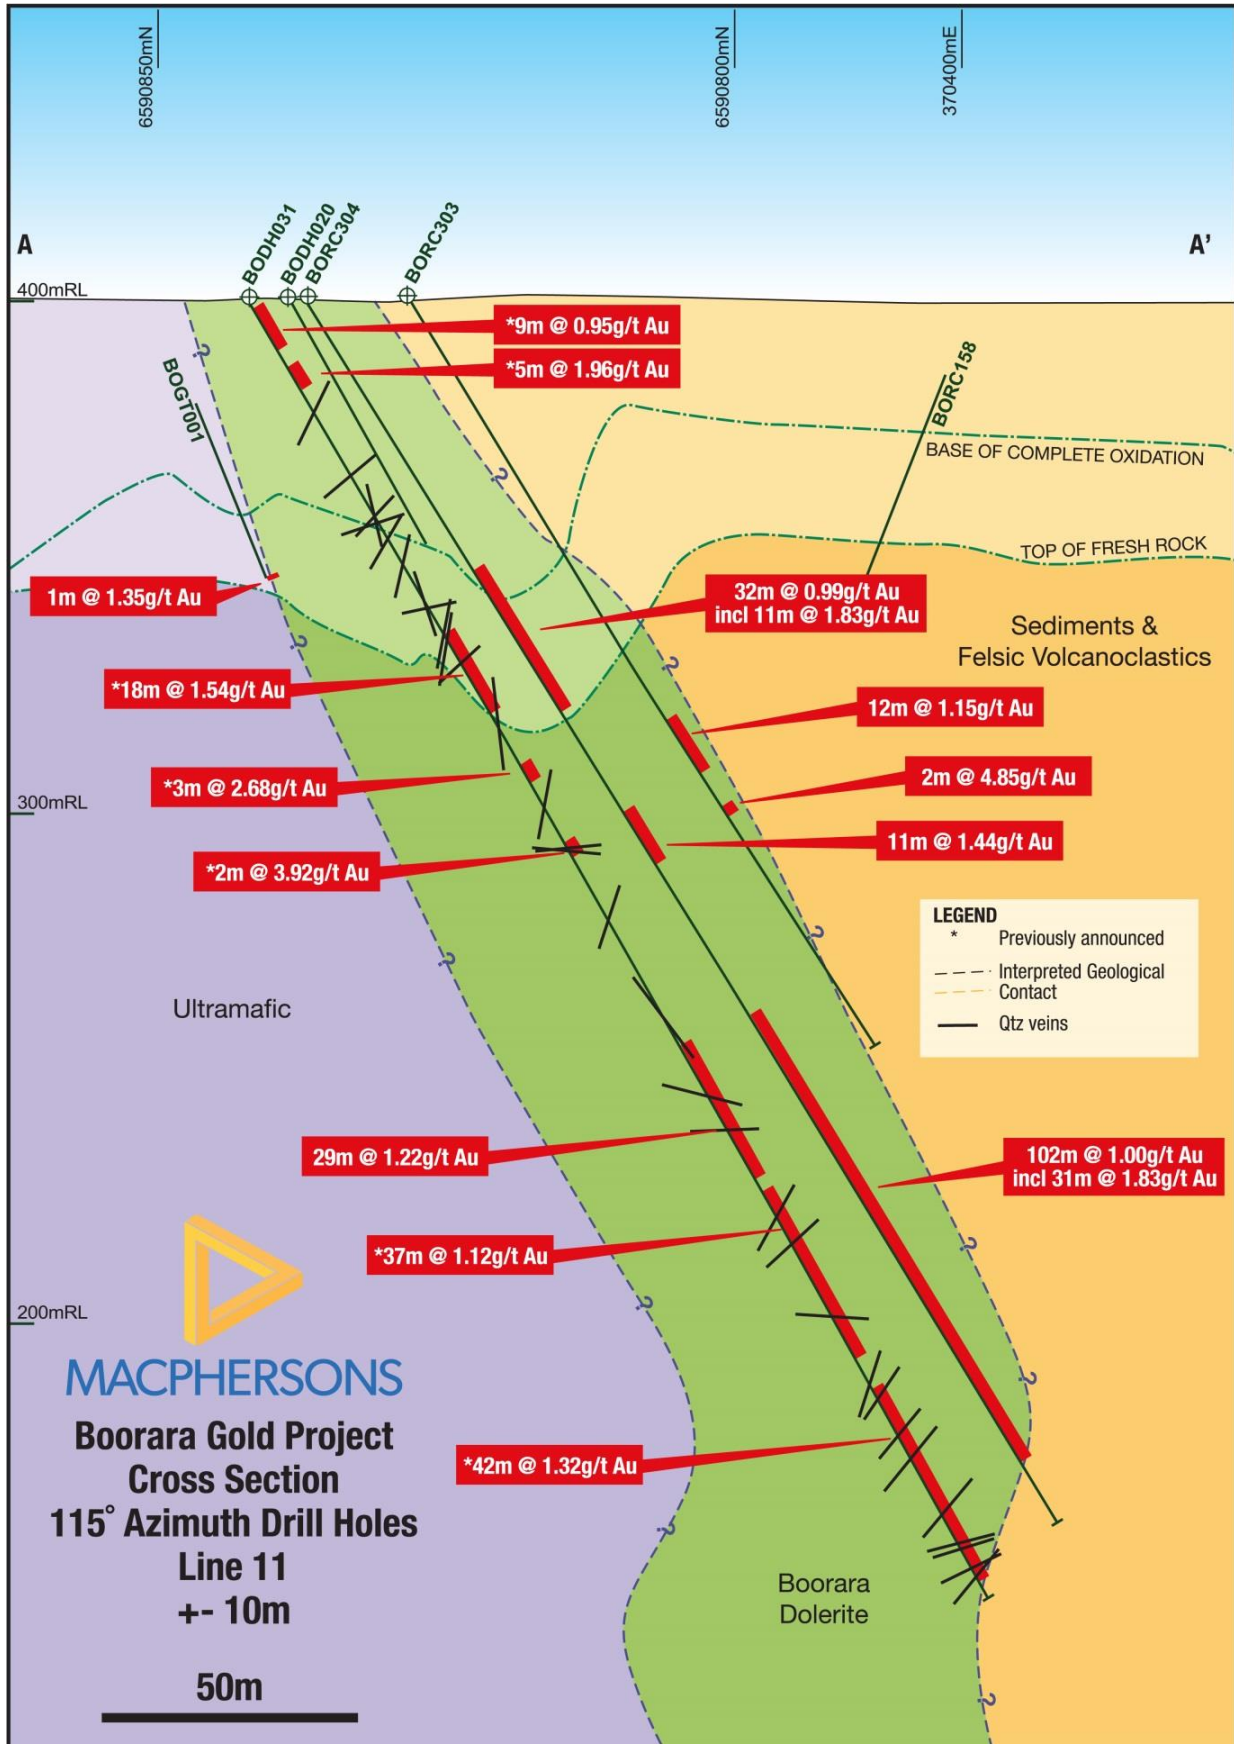 6590850mN
6590800mN
370400mE
A
A'
BODH031
BODH020
BORC304
BORC303
400mRL
*9m @ 0.95g/t Au
*5m @ 1.96g/t Au
BOGT001
BORC158
BASE OF COMPLETE OXIDATION
TOP OF FRESH ROCK
?
?
1m @ 1.35g/t Au
32m @ 0.99g/t Au
incl 11m @ 1.83g/t Au
Sediments &
Felsic Volcanoclastics
?
?
*18m @ 1.54g/t Au
12m @ 1.15g/t Au
*3m @ 2.68g/t Au
2m @ 4.85g/t Au
300mRL
11m @ 1.44g/t Au
*2m @ 3.92g/t Au
LEGEND
* Previously announced
Interpreted Geological
Contact
Qtz veins
?
?
Ultramafic
29m @ 1.22g/t Au
102m @ 1.00g/t Au
incl 31m @ 1.83g/t Au
*37m @ 1.12g/t Au
?
?
200mRL
MACPHERSONS
?
Boorara Gold Project
Cross Section
115° Azimuth Drill Holes
Line 11
+- 10m
*42m @ 1.32g/t Au
?
Boorara
Dolerite
50m
?